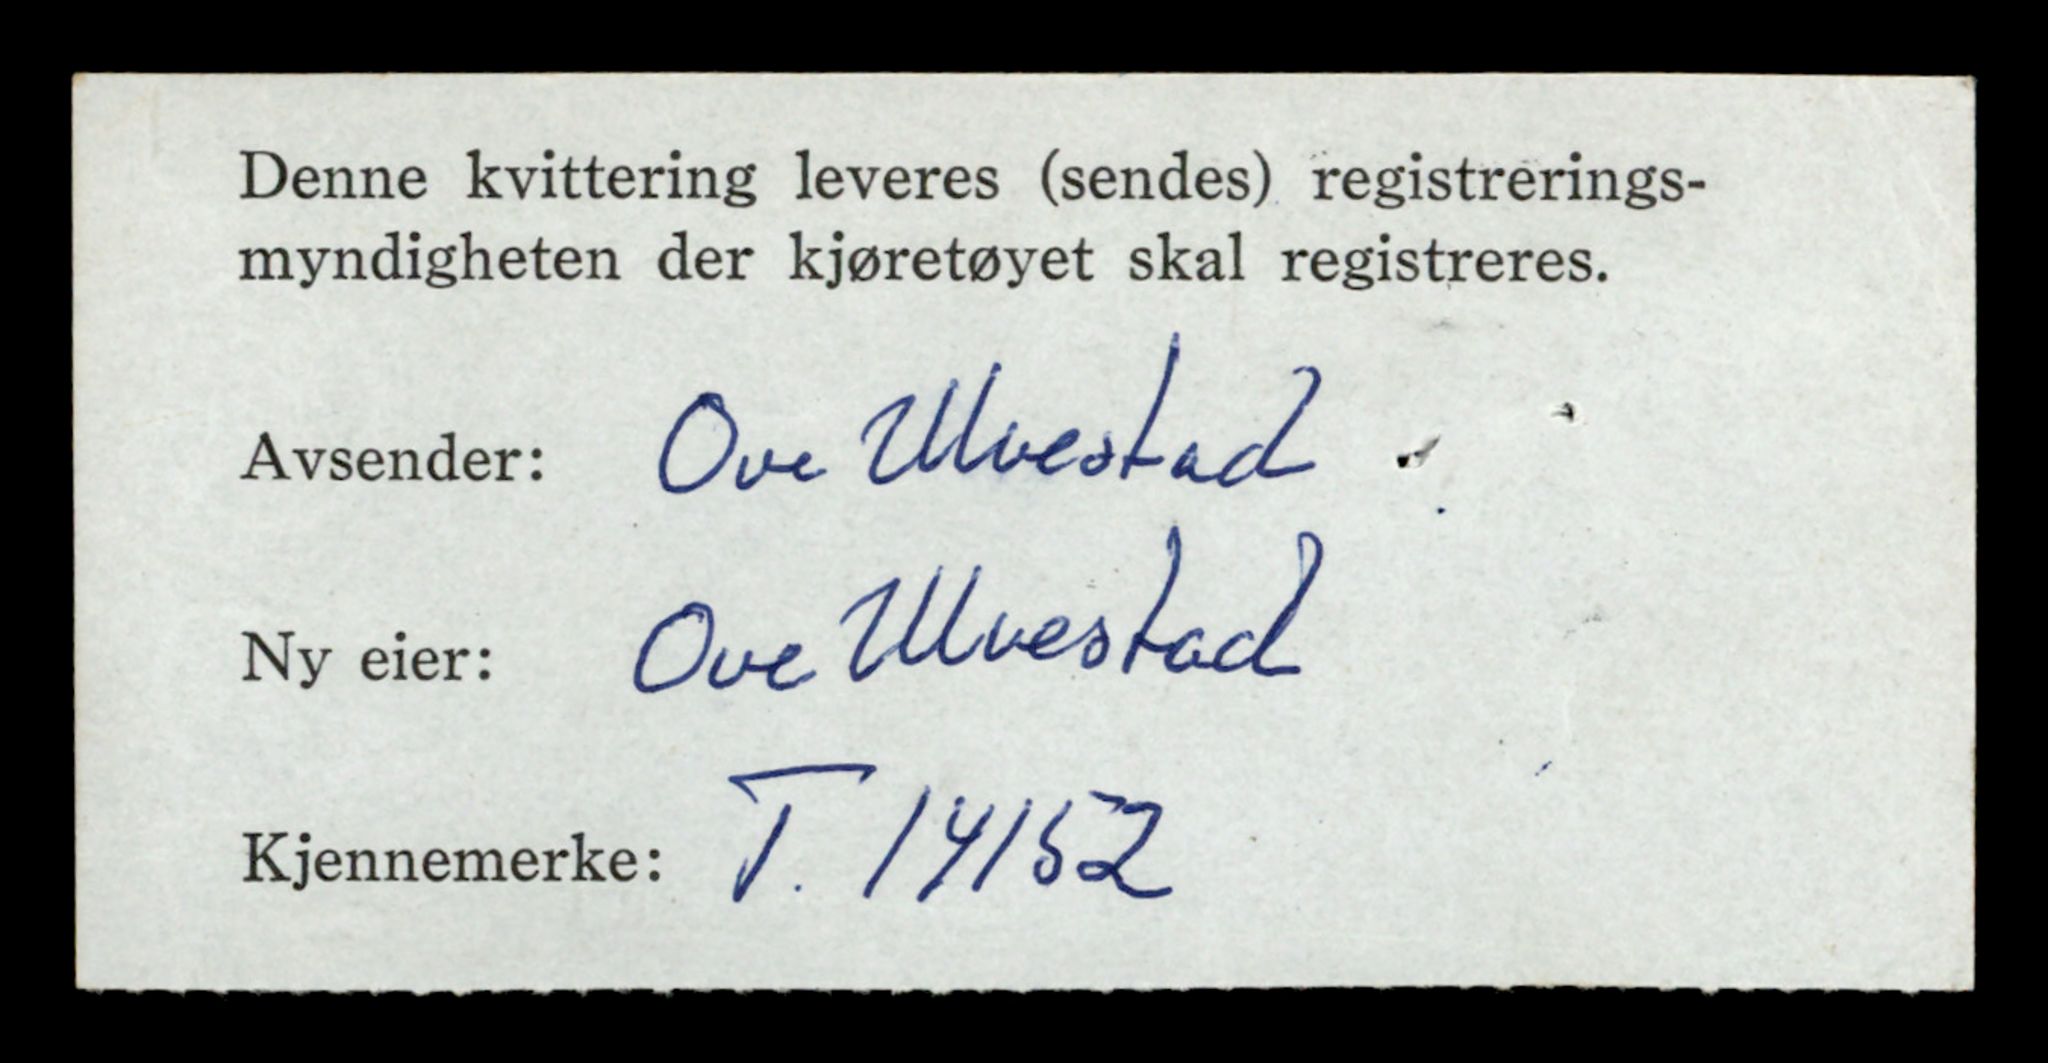 Denne kvittering leveres (sendes) registrerings-
myndigheten der kjøretøyet skal registreres.
Avsender: Ove Ulvestad
Ny eier: Ove Ulvestad
Kjennemerke: T. 14152